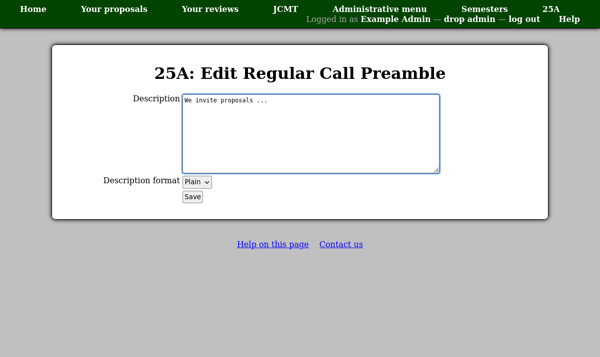 Home Your proposals Your reviews JCMT Administrative menu Semesters 25A
Logged in as Example Admin — drop admin — log out Help
25A: Edit Regular Call Preamble
Description We invite proposals ...
Description format Plain
Save
Help on this page Contact us